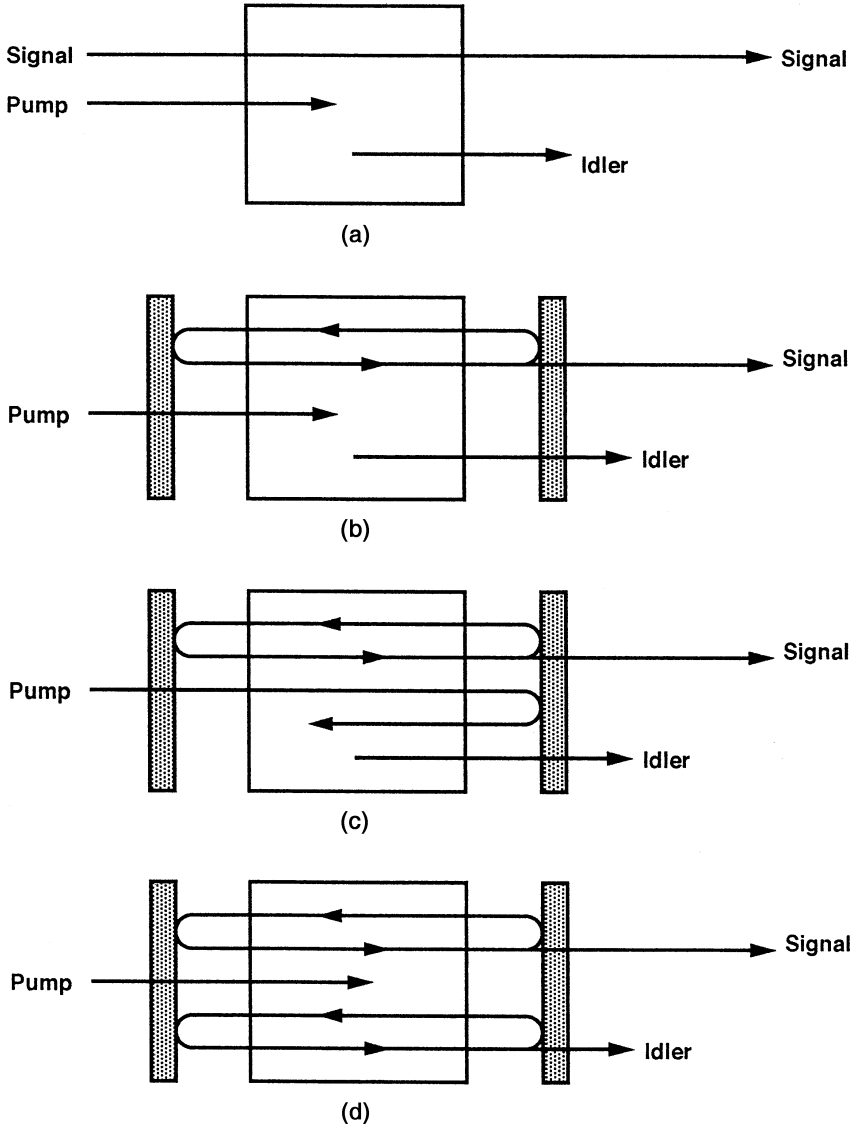 Signal
Signal
Pump
Idler
(a)
Signal
Pump
Idler
(b)
Signal
Pump
Idler
(c)
Signal
Pump
Idler
(d)